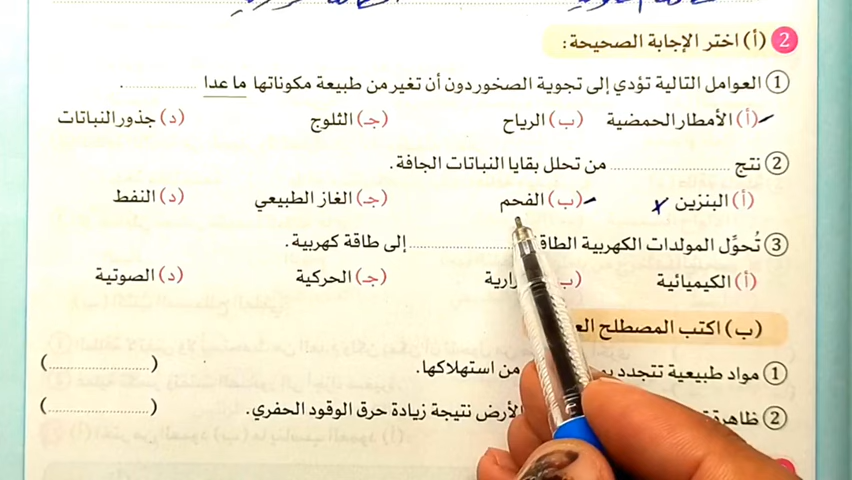 2 (أ) اختر الإجابة الصحيحة:
1 العوامل التالية تؤدي إلى تجوية الصخور دون أن تغير من طبيعة مكوناتها ما عدا ..............
(أ) الأمطار الحمضية (ب) الرياح (جـ) الثلوج (د) جذور النباتات
2 نتج .............. من تحلل بقايا النباتات الجافة.
(أ) البنزين (ب) الفحم (جـ) الغاز الطبيعي (د) النفط
3 تُحوِّل المولدات الكهربية .............. إلى طاقة كهربية.
(أ) الكيميائية (ب) (جـ) الحركية (د) الصوتية
(ب) اكتب المصطلح
1 مواد طبيعية تتجدد من استهلاكها. (..............)
2 الأرض نتيجة زيادة حرق الوقود الحفري. (..............)